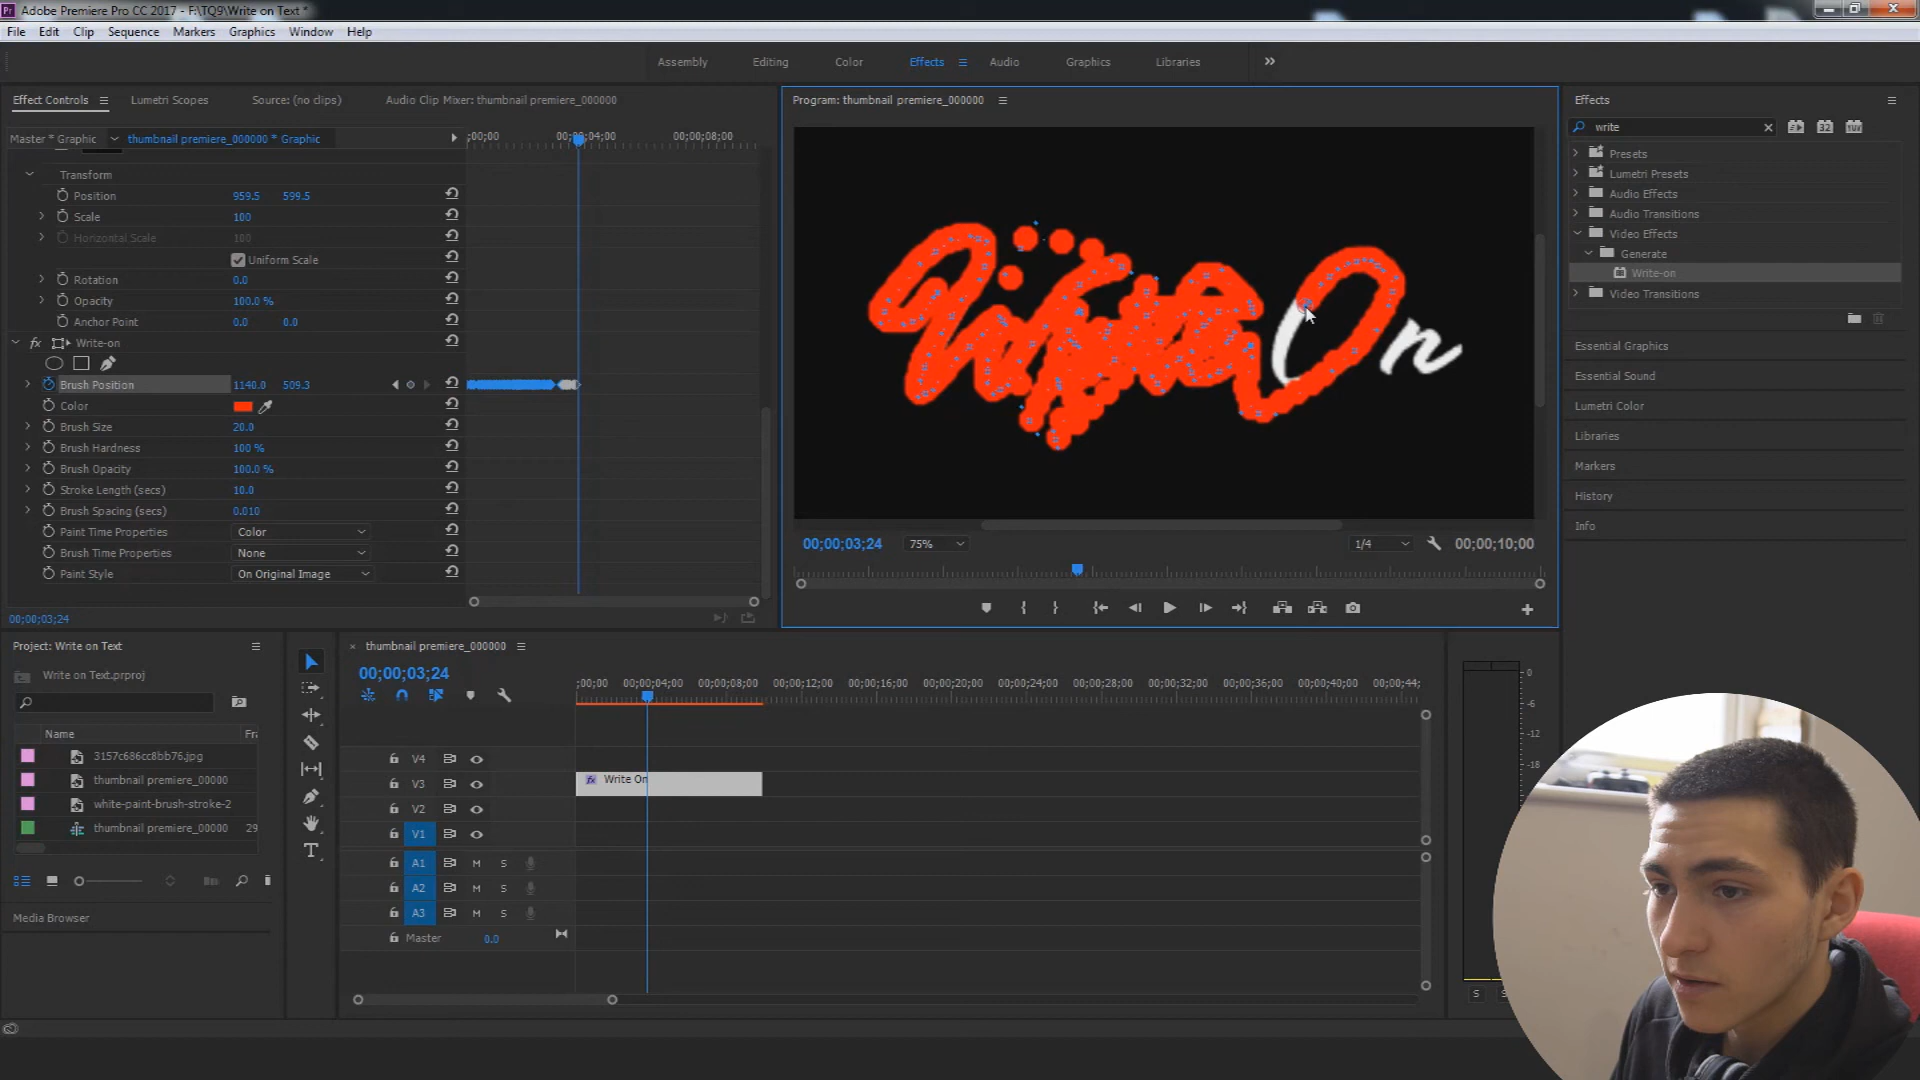 Adobe Premiere Pro CC 2017 - F:\TQ9\Write on Text *
File Edit Clip Sequence Markers Graphics Window Help
Assembly Editing Color Effects Audio Graphics Libraries
Effect Controls Lumetri Scopes Source: (no clips) Audio Clip Mixer: thumbnail premiere_000000
Master * Graphic thumbnail premiere_000000 * Graphic
;00;00 00;00;04;00 00;00;08;00
Transform
Position 959.5 599.5
Scale 100
Horizontal Scale 100
Uniform Scale
Rotation 0.0
Opacity 100.0 %
Anchor Point 0.0 0.0
fx Write-on
Brush Position 1140.0 509.3
Color
Brush Size 20.0
Brush Hardness 100 %
Brush Opacity 100.0 %
Stroke Length (secs) 10.0
Brush Spacing (secs) 0.010
Paint Time Properties Color
Brush Time Properties None
Paint Style On Original Image
00;00;03;24
Program: thumbnail premiere_000000
Write On
00;00;03;24 75% 1/4 00;00;10;00
Effects
write
Presets
Lumetri Presets
Audio Effects
Audio Transitions
Video Effects
Generate
Write-on
Video Transitions
Essential Graphics
Essential Sound
Lumetri Color
Libraries
Markers
History
Info
Project: Write on Text
Write on Text.prproj
Name Fra
3157c686cc8bb76.jpg
thumbnail premiere_00000
white-paint-brush-stroke-2
thumbnail premiere_00000 29
Media Browser
thumbnail premiere_000000
00;00;03;24
;00;00 00;00;04;00 00;00;08;00 00;00;12;00 00;00;16;00 00;00;20;00 00;00;24;00 00;00;28;00 00;00;32;00 00;00;36;00 00;00;40;00 00;00;44;
V4
V3 fx Write On
V2
V1
A1 M S
A2 M S
A3 M S
Master 0.0
0
-6
-12
-18
S S